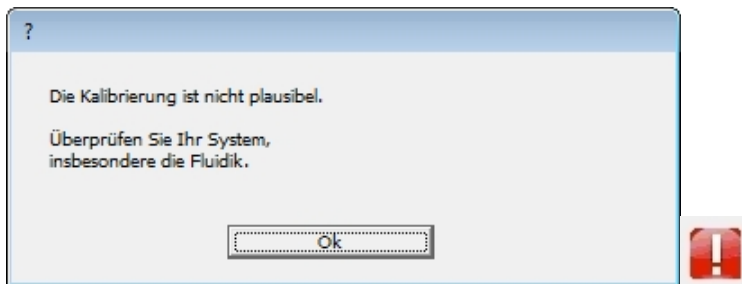 ?
Die Kalibrierung ist nicht plausibel.
Überprüfen Sie Ihr System,
insbesondere die Fluidik.
Ok
!